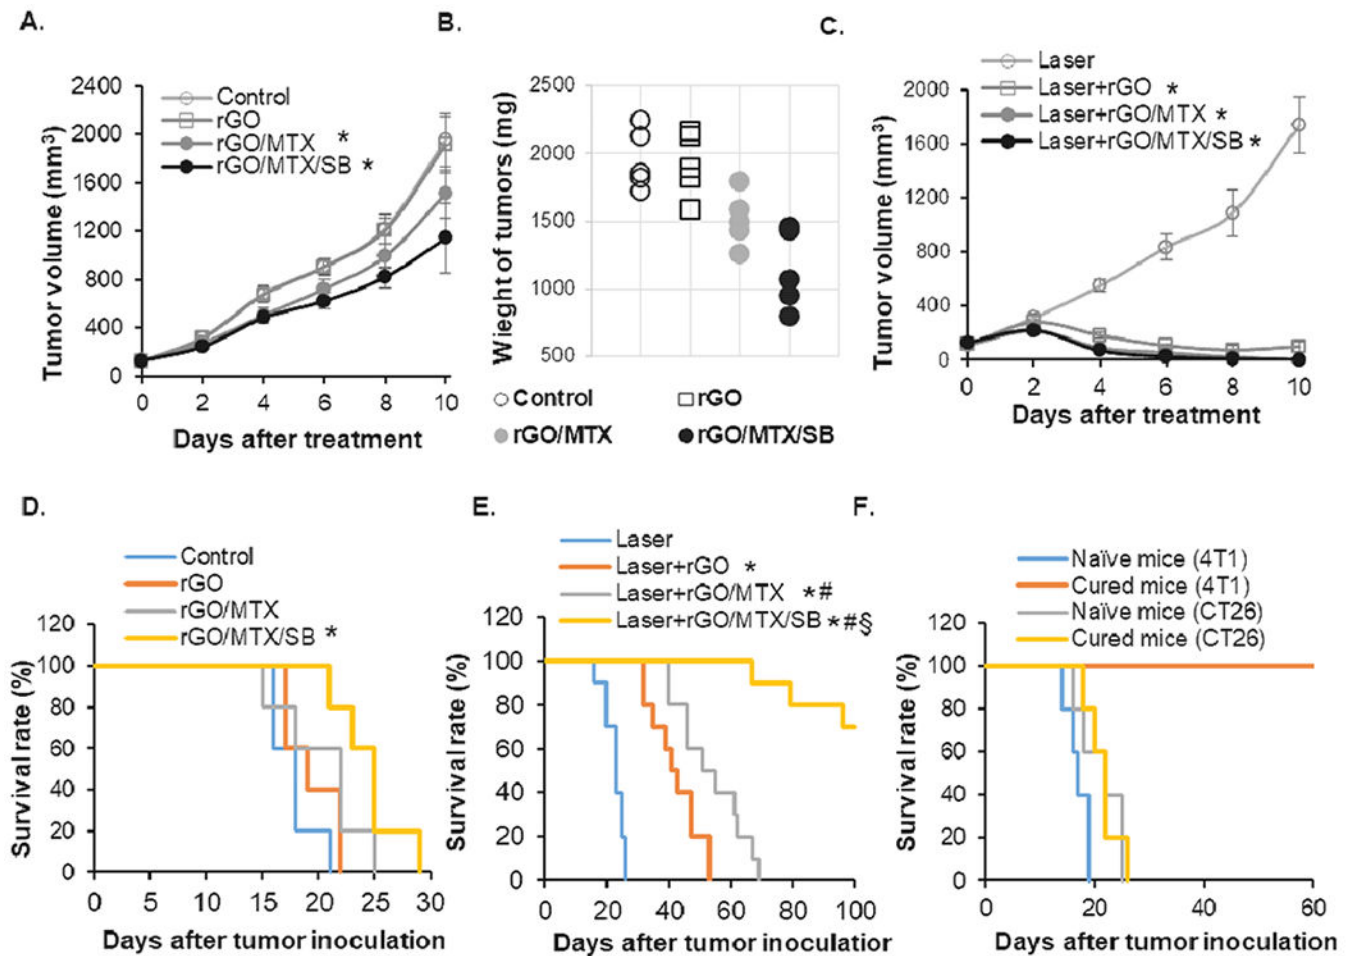 A.
B.
C.
Control
rGO
rGO/MTX *
rGO/MTX/SB *
Tumor volume (mm³)
2400
2000
1600
1200
800
400
0
0 2 4 6 8 10
Days after treatment
Wieght of tumors (mg)
2500
2000
1500
1000
500
Control rGO
rGO/MTX rGO/MTX/SB
Laser
Laser+rGO *
Laser+rGO/MTX *
Laser+rGO/MTX/SB *
Tumor volume (mm³)
2000
1600
1200
800
400
0
0 2 4 6 8 10
Days after treatment
D.
E.
F.
Control
rGO
rGO/MTX
rGO/MTX/SB *
Survival rate (%)
120
100
80
60
40
20
0
0 5 10 15 20 25 30
Days after tumor inoculation
Laser
Laser+rGO *
Laser+rGO/MTX *#
Laser+rGO/MTX/SB *#§
Survival rate (%)
120
100
80
60
40
20
0
0 20 40 60 80 100
Days after tumor inoculatior
Naïve mice (4T1)
Cured mice (4T1)
Naïve mice (CT26)
Cured mice (CT26)
Survival rate (%)
120
100
80
60
40
20
0
0 20 40 60
Days after tumor inoculation